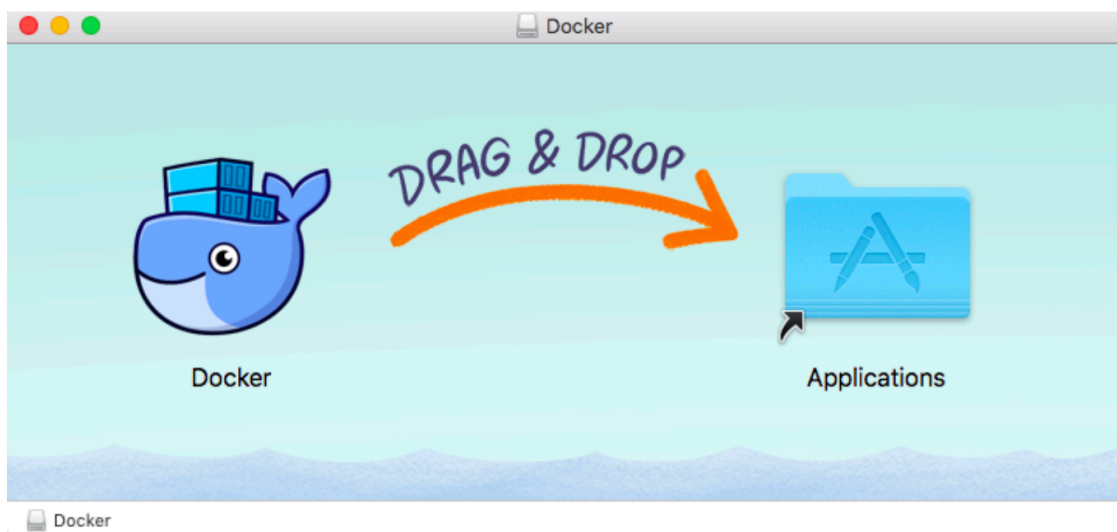 Docker
DRAG & DROP
Docker
Applications
Docker